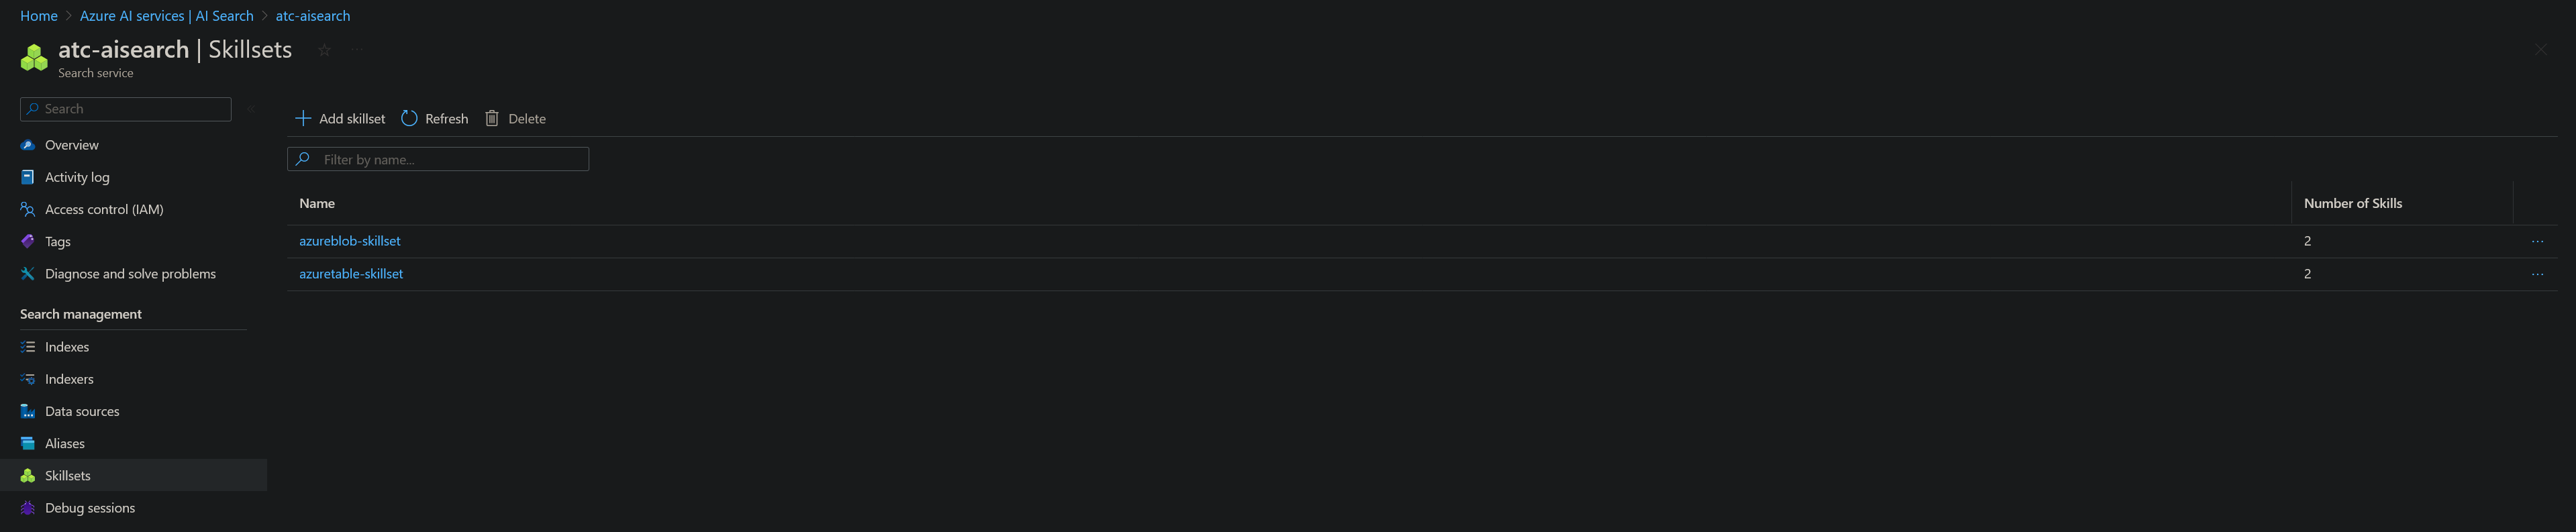 Home > Azure AI services | AI Search > atc-aisearch
atc-aisearch | Skillsets
Search service
Search
Overview
Activity log
Access control (IAM)
Tags
Diagnose and solve problems
Search management
Indexes
Indexers
Data sources
Aliases
Skillsets
Debug sessions
Add skillset Refresh Delete
Filter by name...
Name Number of Skills
azureblob-skillset 2
azuretable-skillset 2